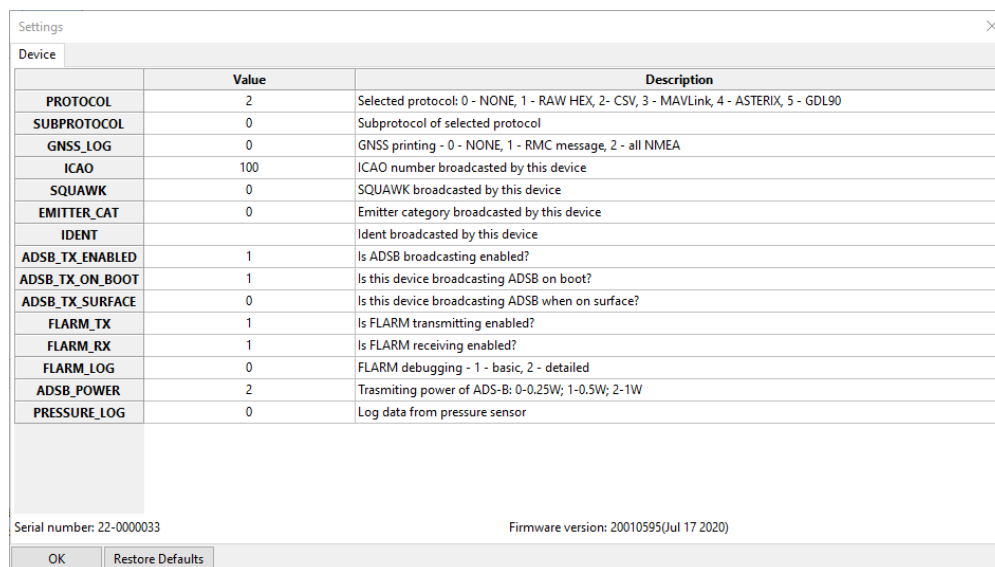 Settings
Device
Value Description
PROTOCOL 2 Selected protocol: 0 - NONE, 1 - RAW HEX, 2- CSV, 3 - MAVLink, 4 - ASTERIX, 5 - GDL90
SUBPROTOCOL 0 Subprotocol of selected protocol
GNSS_LOG 0 GNSS printing - 0 - NONE, 1 - RMC message, 2 - all NMEA
ICAO 100 ICAO number broadcasted by this device
SQUAWK 0 SQUAWK broadcasted by this device
EMITTER_CAT 0 Emitter category broadcasted by this device
IDENT Ident broadcasted by this device
ADSB_TX_ENABLED 1 Is ADSB broadcasting enabled?
ADSB_TX_ON_BOOT 1 Is this device broadcasting ADSB on boot?
ADSB_TX_SURFACE 0 Is this device broadcasting ADSB when on surface?
FLARM_TX 1 Is FLARM transmitting enabled?
FLARM_RX 1 Is FLARM receiving enabled?
FLARM_LOG 0 FLARM debugging - 1 - basic, 2 - detailed
ADSB_POWER 2 Trasmiting power of ADS-B: 0-0.25W; 1-0.5W; 2-1W
PRESSURE_LOG 0 Log data from pressure sensor
Serial number: 22-0000033 Firmware version: 20010595(Jul 17 2020)
OK Restore Defaults